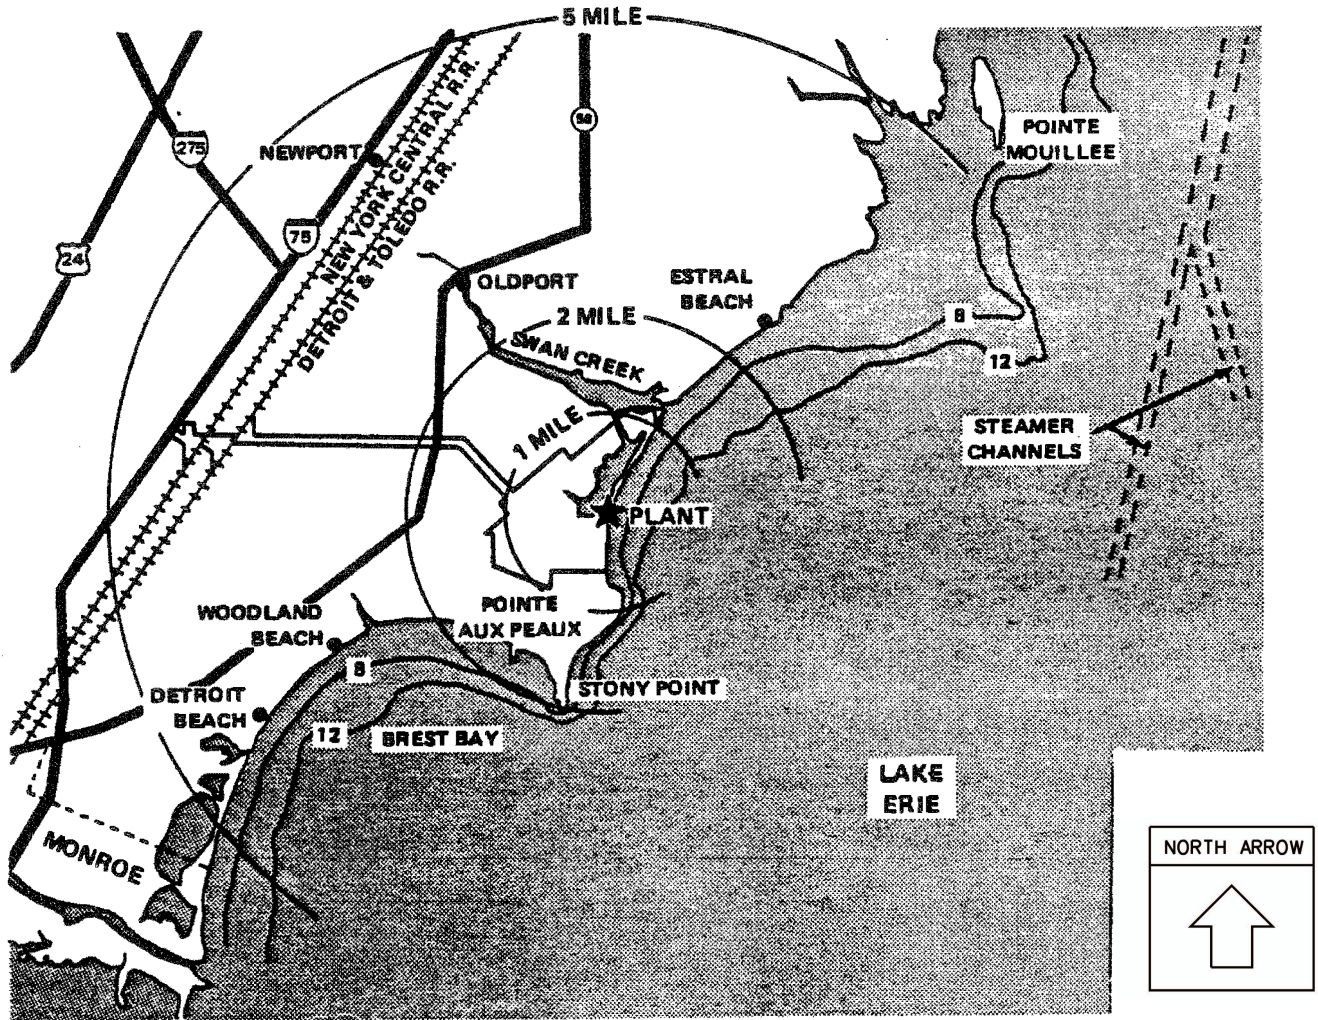 5 MILE
POINTE
MOUILLEE
275
NEWPORT
NEW YORK CENTRAL R.R.
DETROIT & TOLEDO R.R.
75
24
OLDPORT
ESTRAL
BEACH
2 MILE
8
SWAN CREEK
12
1 MILE
STEAMER
CHANNELS
PLANT
POINTE
AUX PEAUX
WOODLAND
BEACH
8
STONY POINT
DETROIT
BEACH
12
BREST BAY
LAKE
ERIE
MONROE
NORTH ARROW